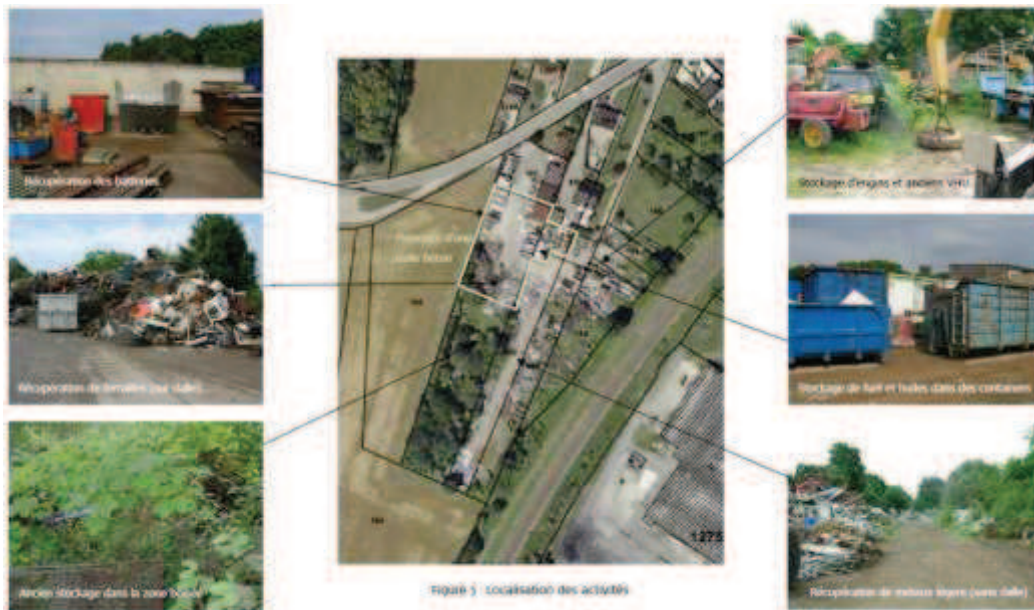 Récupération des batteries
Stockage d'engins et anciens
Récupération de ferrailles (sur dalle)
Stockage de fuel et huiles dans des containers
dalle béton
Ancien stockage dans la zone boisée
Récupération de métaux légers (sans dalle)
1275
Figure 5 : Localisation des activités